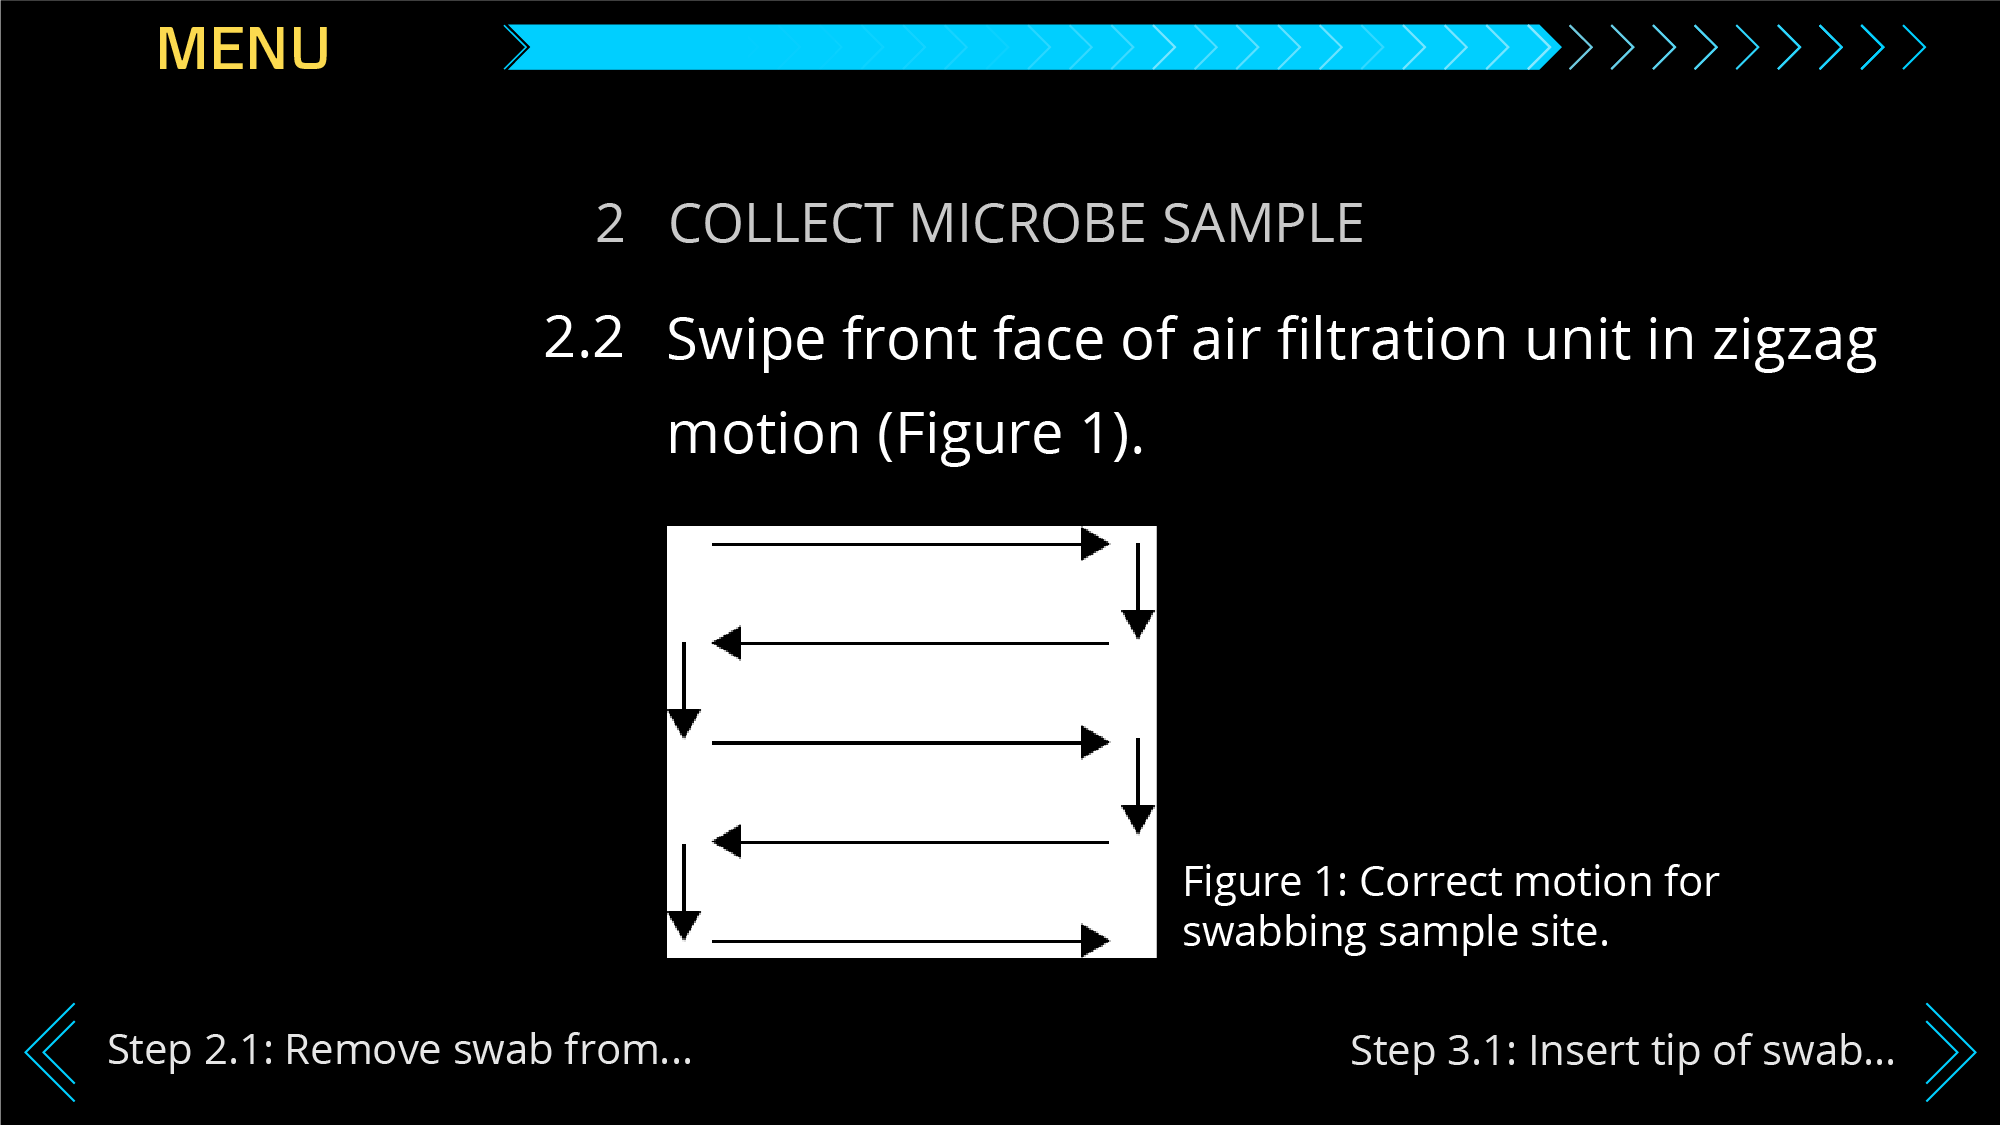 MENU
2 COLLECT MICROBE SAMPLE
2.2 Swipe front face of air filtration unit in zigzag
motion (Figure 1).
Figure 1: Correct motion for
swabbing sample site.
Step 2.1: Remove swab from...
Step 3.1: Insert tip of swab...